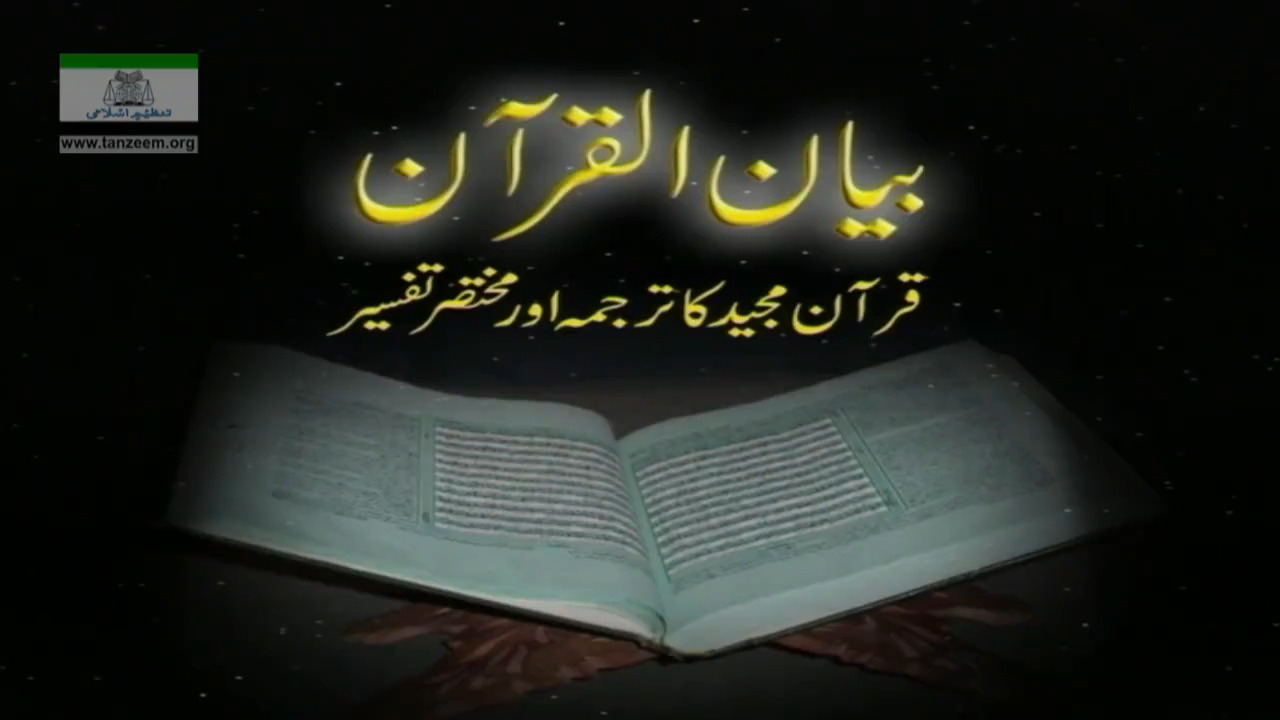 تنظیم اسلامی
www.tanzeem.org
بیان القرآن
قرآن مجید کا ترجمہ اور مختصر تفسیر